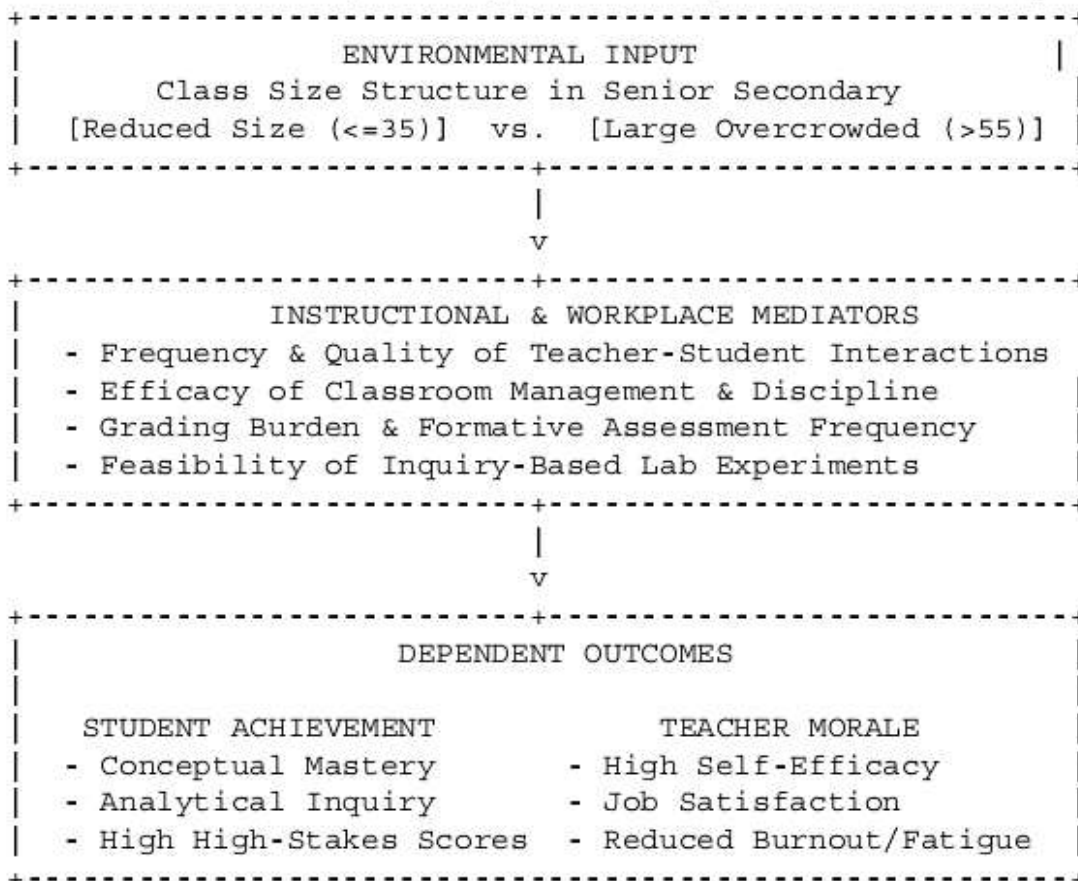 ENVIRONMENTAL INPUT
Class Size Structure in Senior Secondary
[Reduced Size (<=35)] vs. [Large Overcrowded (>55)]
v
INSTRUCTIONAL & WORKPLACE MEDIATORS
- Frequency & Quality of Teacher-Student Interactions
- Efficacy of Classroom Management & Discipline
- Grading Burden & Formative Assessment Frequency
- Feasibility of Inquiry-Based Lab Experiments
v
DEPENDENT OUTCOMES
STUDENT ACHIEVEMENT TEACHER MORALE
- Conceptual Mastery - High Self-Efficacy
- Analytical Inquiry - Job Satisfaction
- High High-Stakes Scores - Reduced Burnout/Fatigue